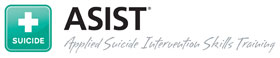 ASIST®
SUICIDE
Applied Suicide Intervention Skills Training